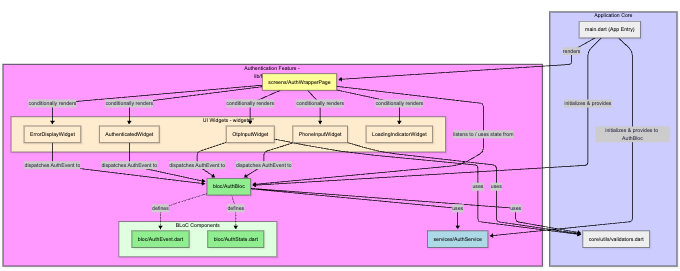 Application Core
main.dart (App Entry)
renders
Authentication Feature -
screens/AuthWrapperPage
conditionally renders
conditionally renders
conditionally renders
conditionally renders
conditionally renders
initializes & provides
listens to / uses state from
initializes & provides to
AuthBloc
UI Widgets -
ErrorDisplayWidget
AuthenticatedWidget
OtpInputWidget
PhoneInputWidget
LoadingIndicatorWidget
dispatches AuthEvent to
dispatches AuthEvent to
dispatches AuthEvent to
dispatches AuthEvent to
bloc/AuthBloc
uses
uses
defines
defines
uses
uses
BLoC Components
bloc/AuthEvent.dart
bloc/AuthState.dart
services/AuthService
core/utils/validators.dart